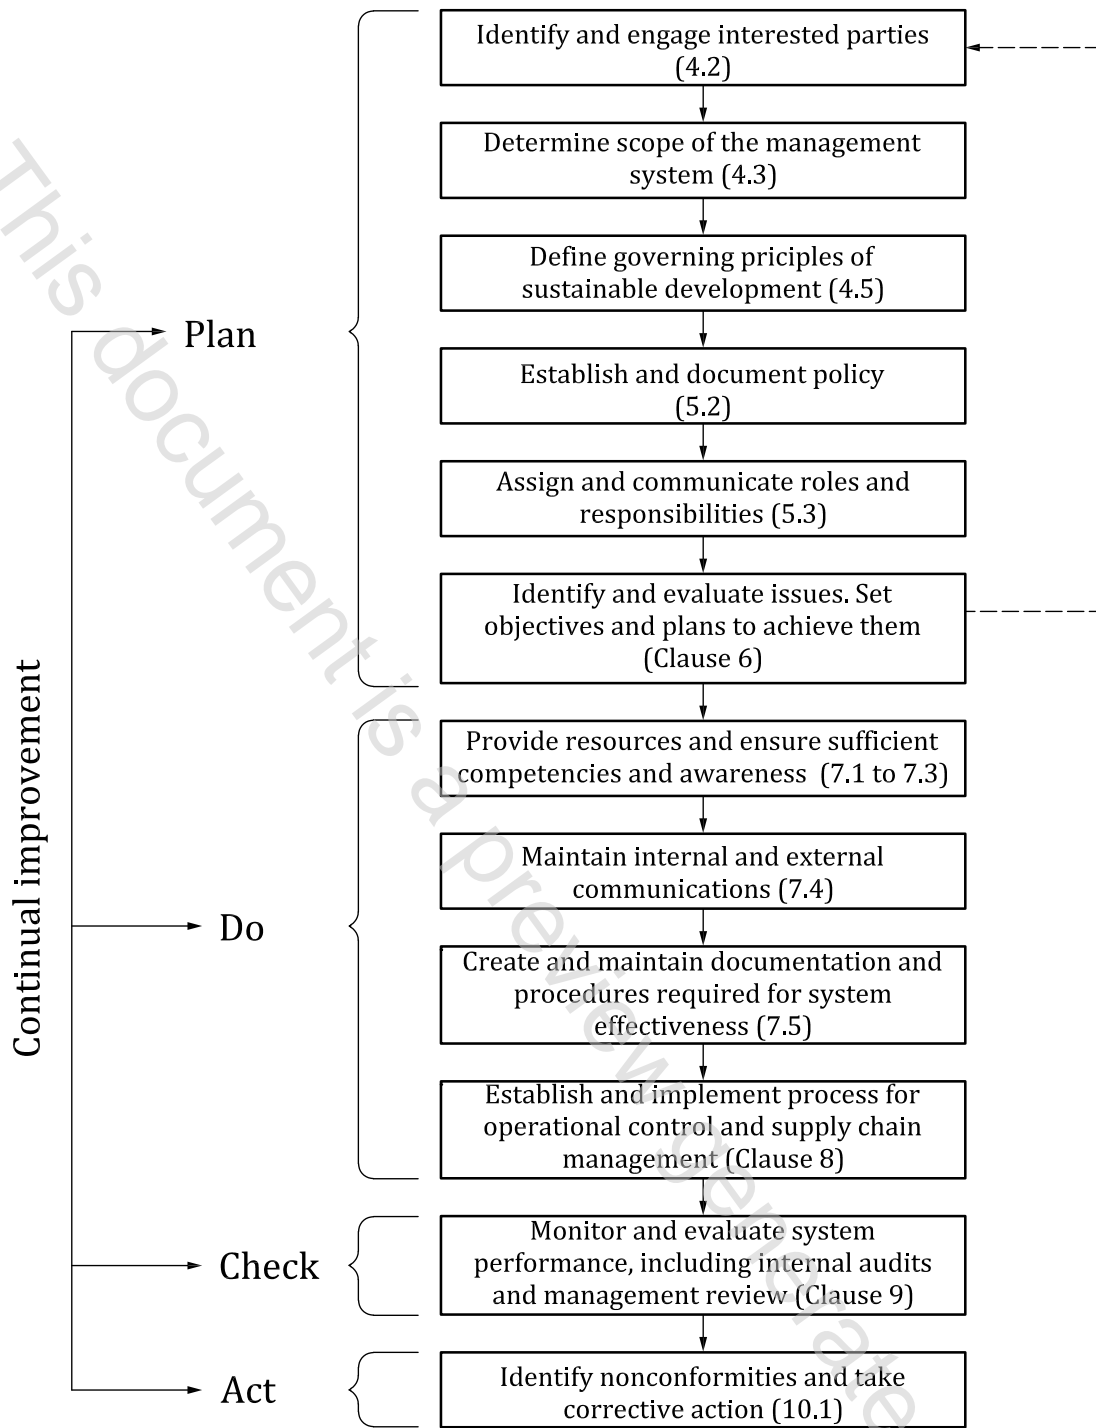 Identify and engage interested parties
(4.2)
Determine scope of the management
system (4.3)
Define governing priciples of
sustainable development (4.5)
Plan
Establish and document policy
(5.2)
Assign and communicate roles and
responsibilities (5.3)
Identify and evaluate issues. Set
objectives and plans to achieve them
(Clause 6)
Continual improvement
Provide resources and ensure sufficient
competencies and awareness (7.1 to 7.3)
Maintain internal and external
communications (7.4)
Do
Create and maintain documentation and
procedures required for system
effectiveness (7.5)
Establish and implement process for
operational control and supply chain
management (Clause 8)
Check
Monitor and evaluate system
performance, including internal audits
and management review (Clause 9)
Act
Identify nonconformities and take
corrective action (10.1)
This document is a preview generate